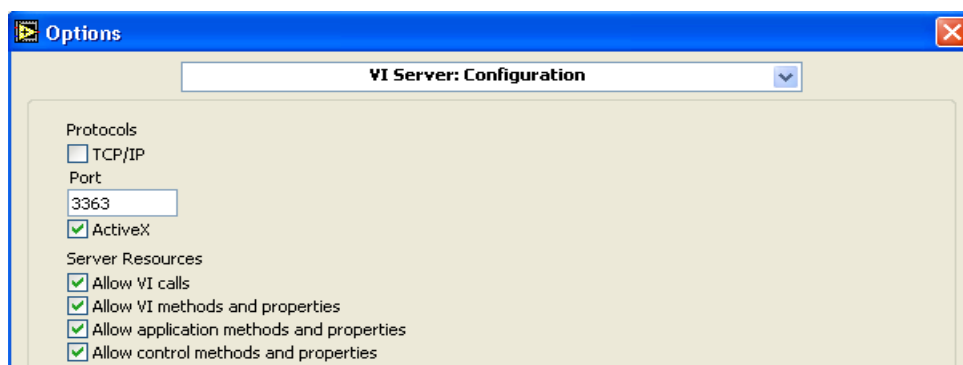 Options
VI Server: Configuration
Protocols
TCP/IP
Port
3363
ActiveX
Server Resources
Allow VI calls
Allow VI methods and properties
Allow application methods and properties
Allow control methods and properties